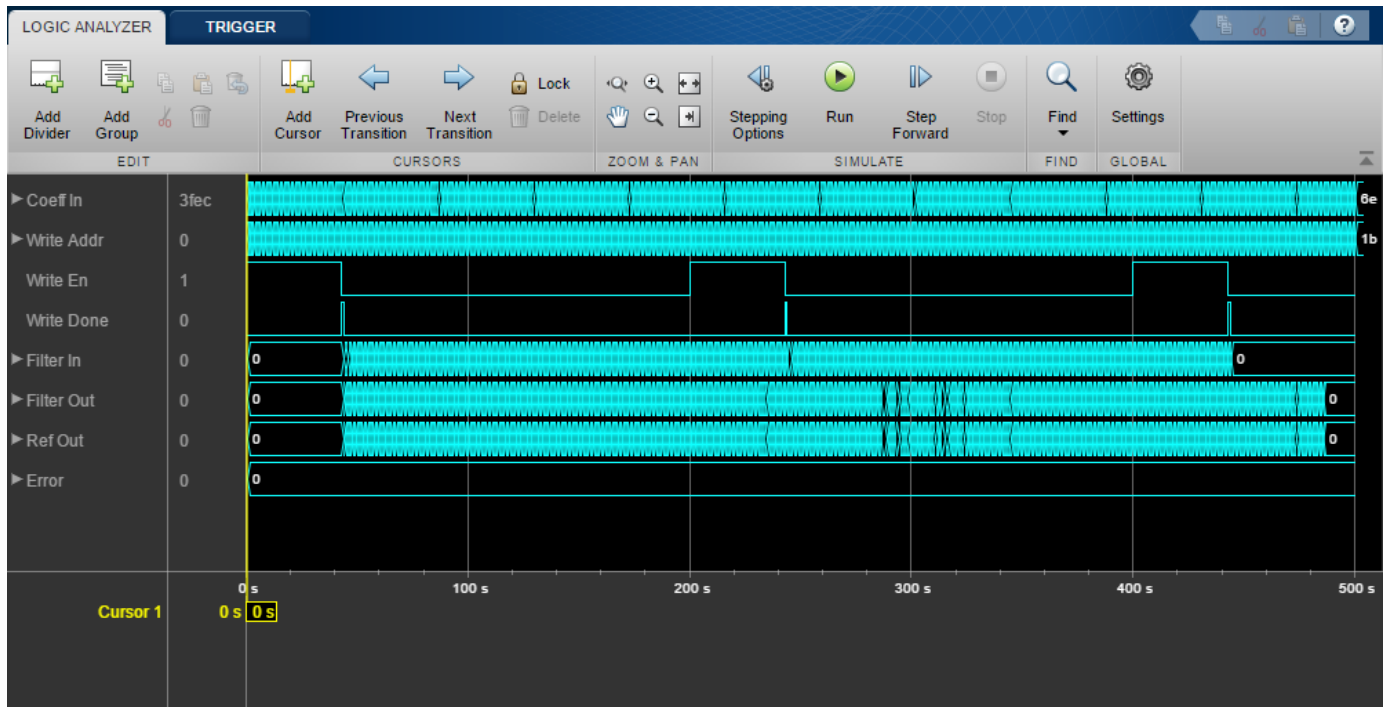 LOGIC ANALYZER TRIGGER
?
Add Divider
Add Group
Add Cursor
Previous Transition
Next Transition
Lock
Delete
Stepping Options
Run
Step Forward
Stop
Find
Settings
EDIT CURSORS ZOOM & PAN SIMULATE FIND GLOBAL
Coeff In 3fec 6e
Write Addr 0 1b
Write En 1
Write Done 0
Filter In 0 0 0
Filter Out 0 0 0
Ref Out 0 0 0
Error 0 0
0 s 100 s 200 s 300 s 400 s 500 s
Cursor 1 0 s 0 s